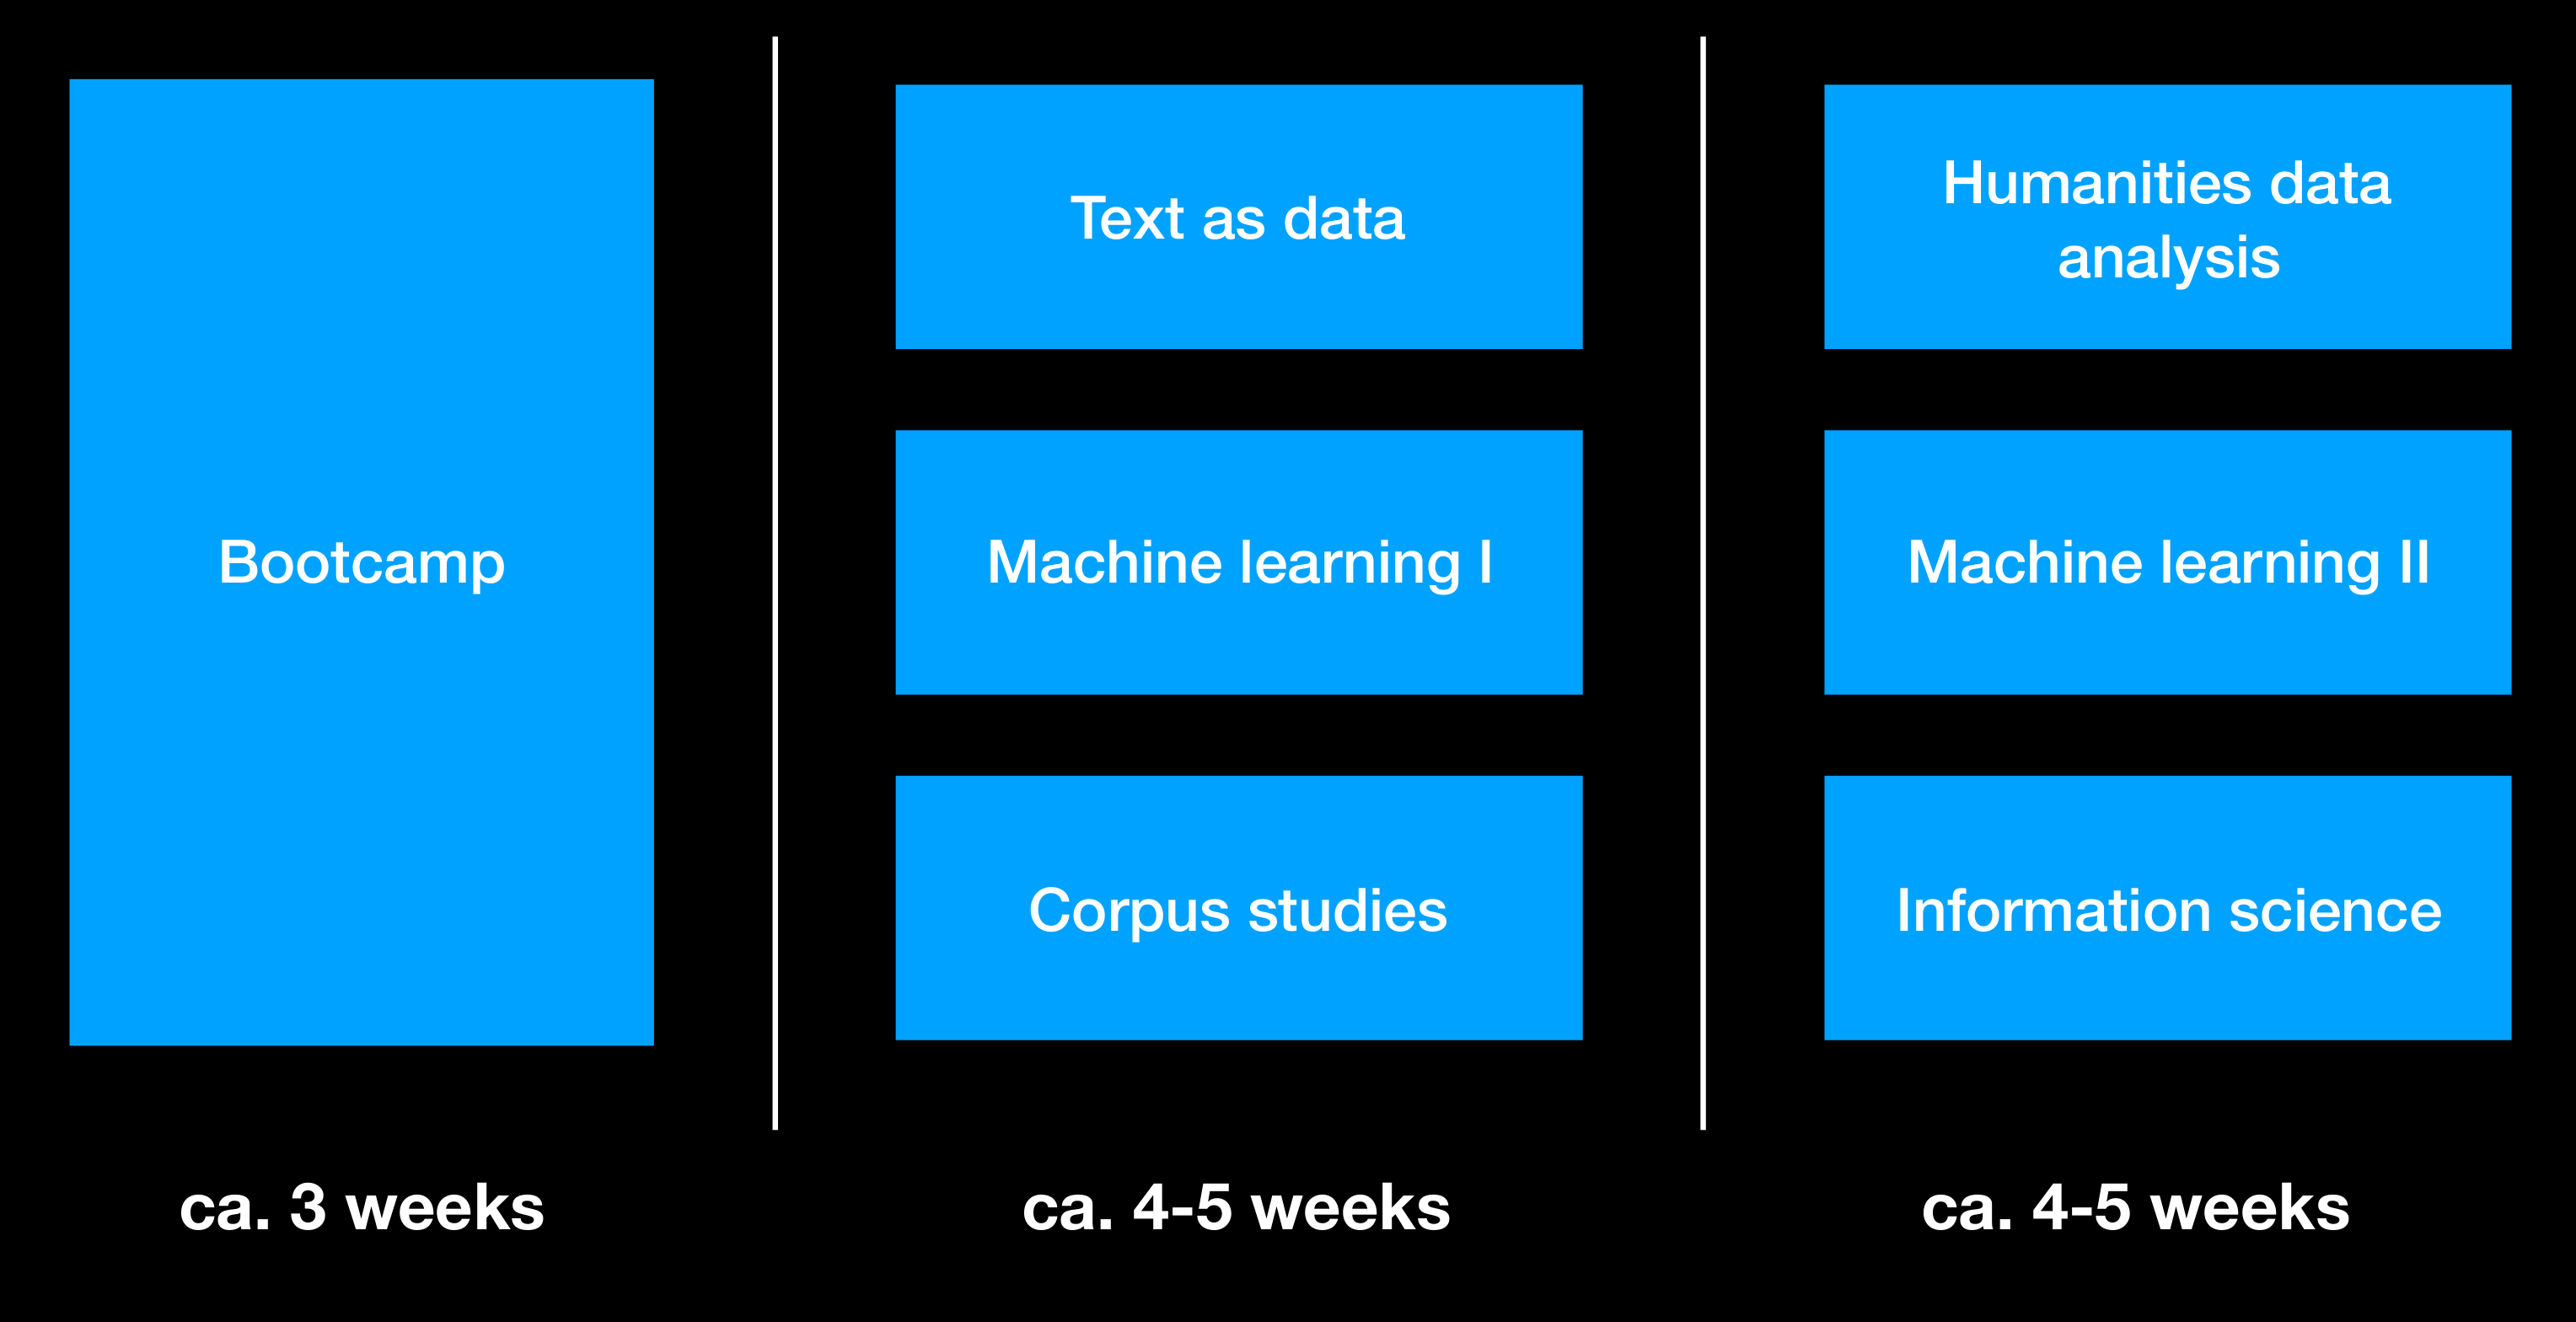 Bootcamp
Text as data
Machine learning I
Corpus studies
Humanities data
analysis
Machine learning II
Information science
ca. 3 weeks
ca. 4-5 weeks
ca. 4-5 weeks